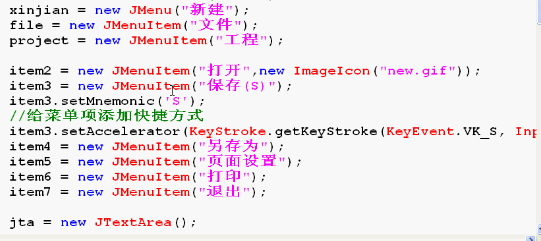 xinjian = new JMenu("新建");
file = new JMenuItem("文件");
project = new JMenuItem("工程");
item2 = new JMenuItem("打开",new ImageIcon("new.gif"));
item3 = new JMenuItem("保存(S)");
item3.setMnemonic('S');
//给菜单项添加快捷方式
item3.setAccelerator(KeyStroke.getKeyStroke(KeyEvent.VK_S, Inp
item4 = new JMenuItem("另存为");
item5 = new JMenuItem("页面设置");
item6 = new JMenuItem("打印");
item7 = new JMenuItem("退出");
jta = new JTextArea();